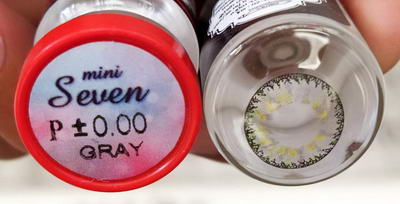 mini
Seven
P ±0.00
GRAY